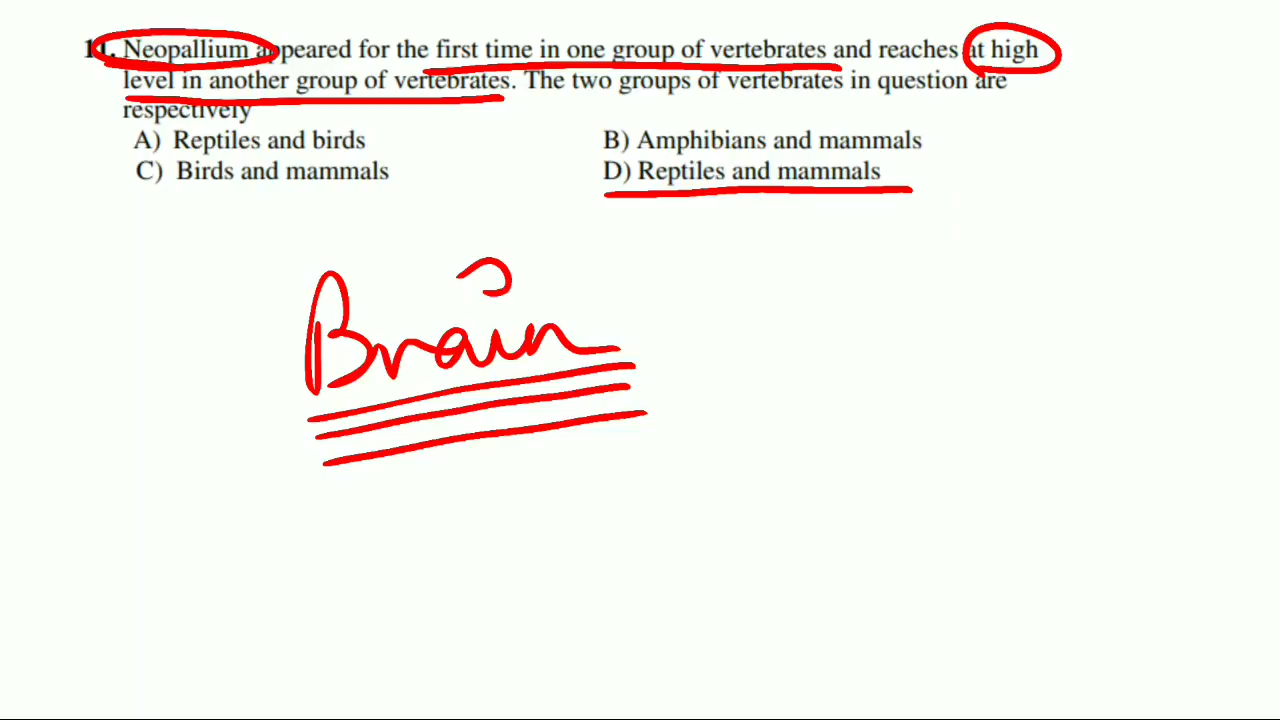 11. Neopallium appeared for the first time in one group of vertebrates and reaches at high
level in another group of vertebrates. The two groups of vertebrates in question are
respectively
A) Reptiles and birds B) Amphibians and mammals
C) Birds and mammals D) Reptiles and mammals
Brain